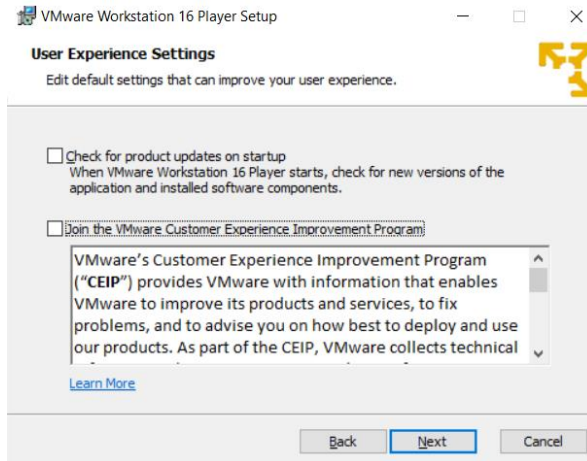 VMware Workstation 16 Player Setup
User Experience Settings
Edit default settings that can improve your user experience.
Check for product updates on startup
When VMware Workstation 16 Player starts, check for new versions of the
application and installed software components.
Join the VMware Customer Experience Improvement Program
VMware's Customer Experience Improvement Program
("CEIP") provides VMware with information that enables
VMware to improve its products and services, to fix
problems, and to advise you on how best to deploy and use
our products. As part of the CEIP, VMware collects technical
Learn More
Back Next Cancel